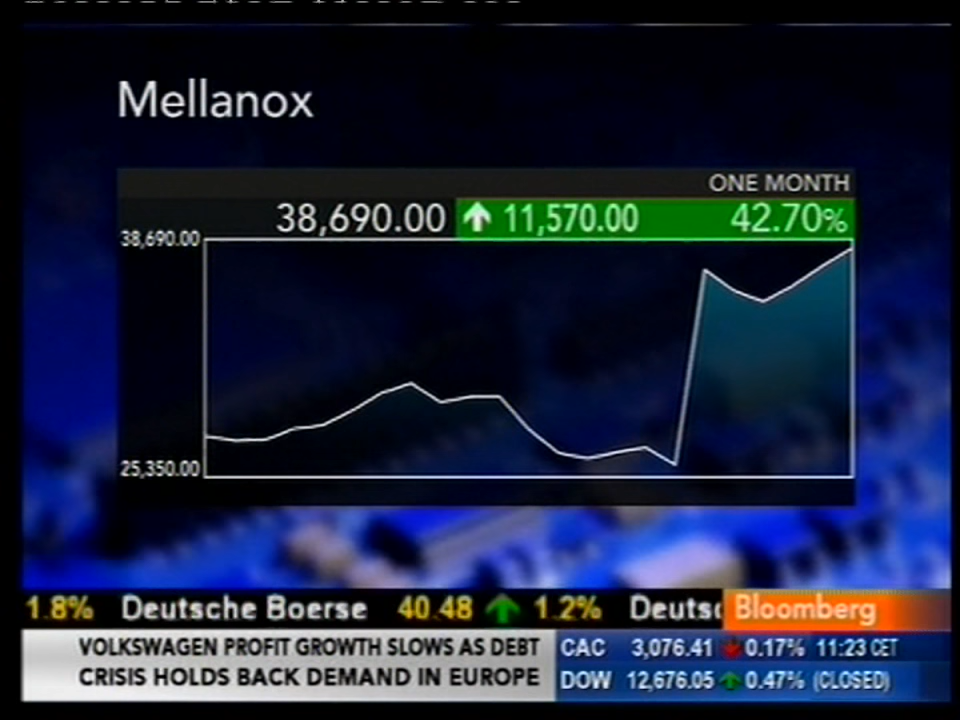 Mellanox
ONE MONTH
38,690.00 11,570.00 42.70%
38,690.00
25,350.00
1.8% Deutsche Boerse 40.48 1.2% Deutsc Bloomberg
VOLKSWAGEN PROFIT GROWTH SLOWS AS DEBT
CRISIS HOLDS BACK DEMAND IN EUROPE
CAC 3,076.41 0.17% 11:23 CET
DOW 12,676.05 0.47% (CLOSED)